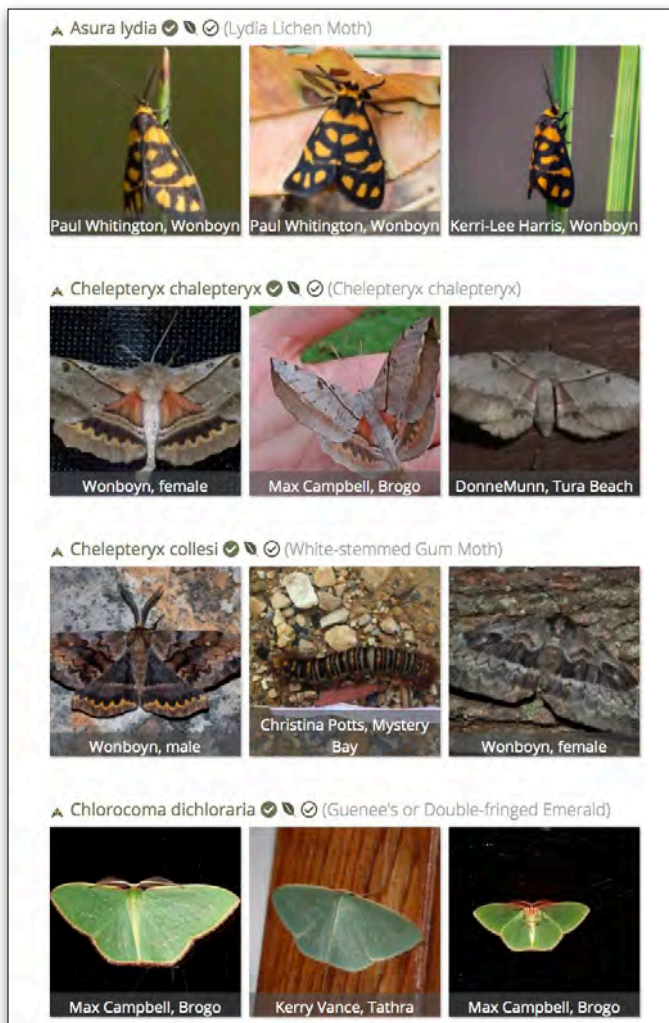 Asura lydia (Lydia Lichen Moth)
Paul Whitington, Wonboyn
Paul Whitington, Wonboyn
Kerri-Lee Harris, Wonboyn
Chelepteryx chalepteryx (Chelepteryx chalepteryx)
Wonboyn, female
Max Campbell, Brogo
DonneMunn, Tura Beach
Chelepteryx collesi (White-stemmed Gum Moth)
Wonboyn, male
Christina Potts, Mystery
Bay
Wonboyn, female
Chlorocoma dichloraria (Guenee's or Double-fringed Emerald)
Max Campbell, Brogo
Kerry Vance, Tathra
Max Campbell, Brogo